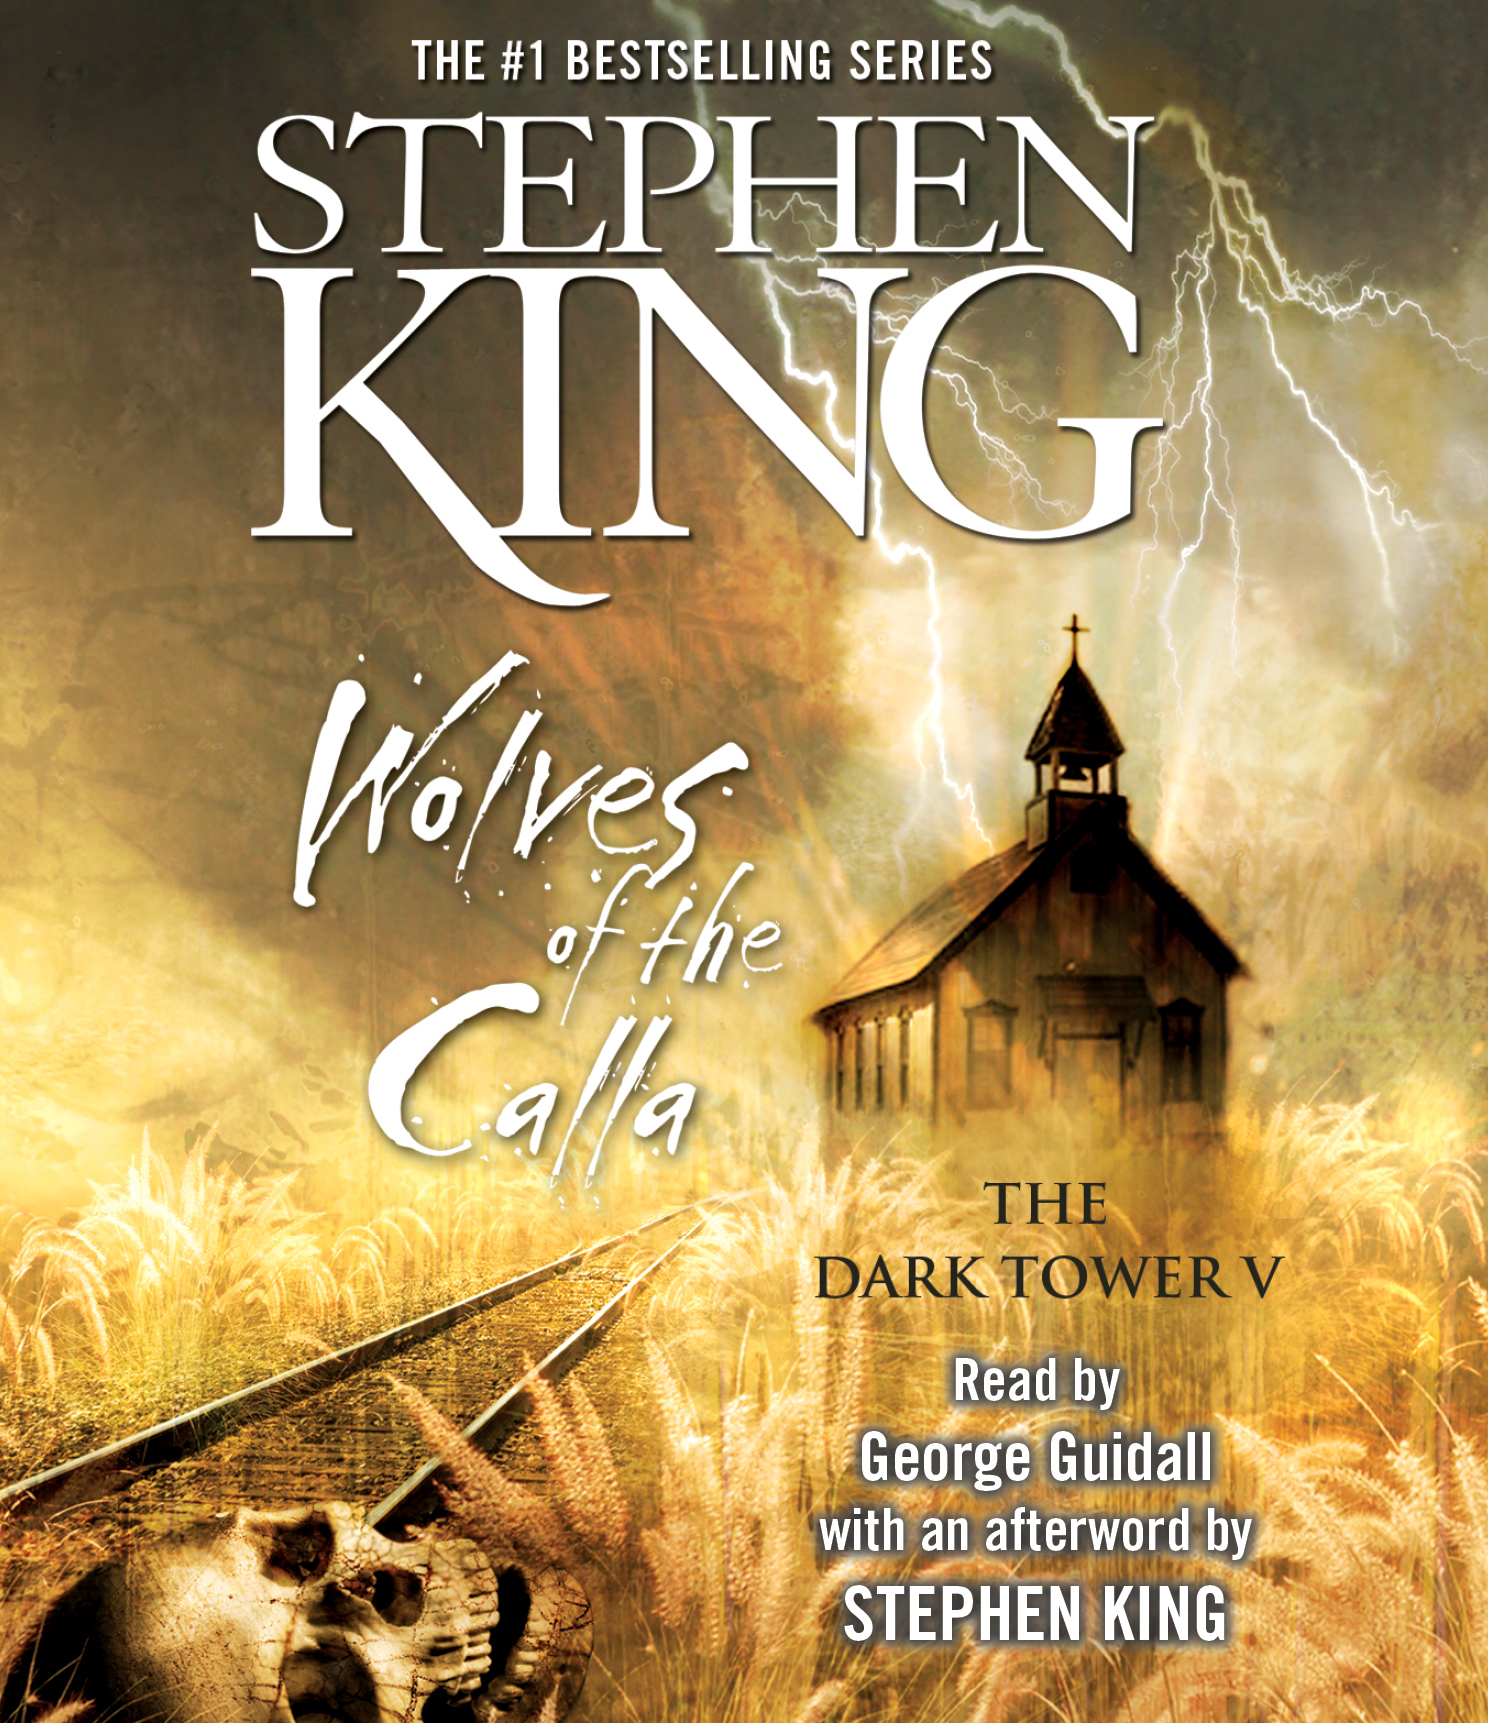 THE #1 BESTSELLING SERIES
STEPHEN
KING
Wolves
of the
Calla
THE
DARK TOWER V
Read by
George Guidall
with an afterword by
STEPHEN KING